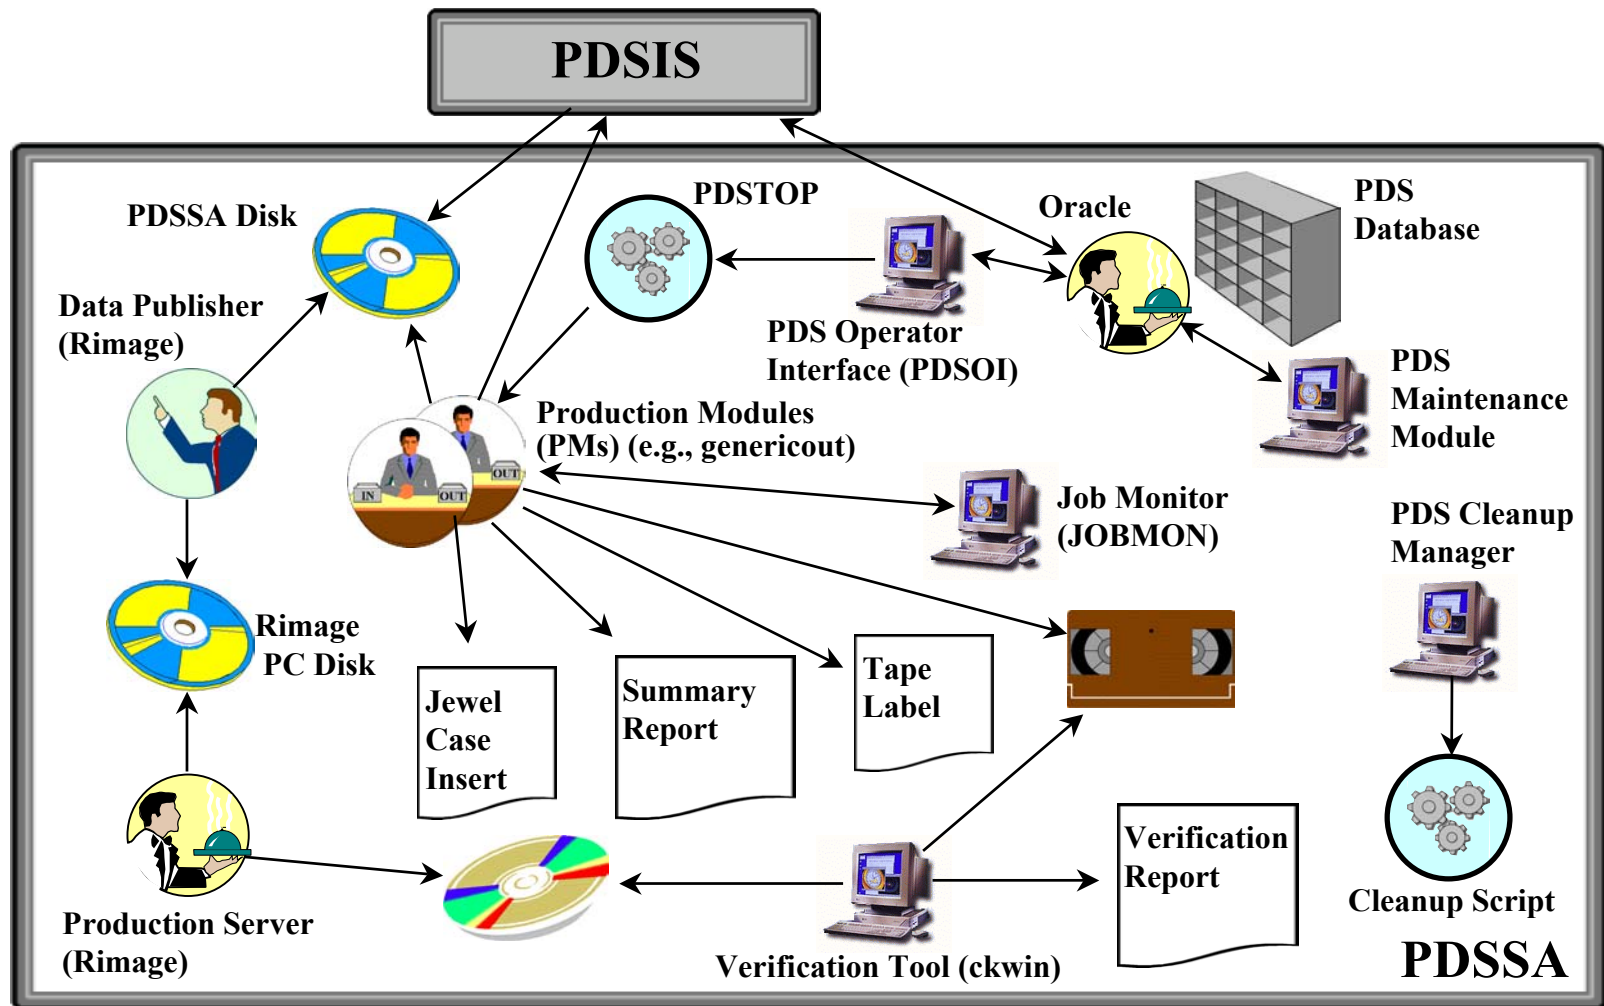 PDSIS
PDSSA Disk
PDSTOP
Oracle
PDS
Database
Data Publisher
(Rimage)
PDS Operator
Interface (PDSOI)
PDS
Maintenance
Module
Production Modules
(PMs) (e.g., genericout)
IN
OUT
OUT
Job Monitor
(JOBMON)
PDS Cleanup
Manager
Rimage
PC Disk
Jewel
Case
Insert
Summary
Report
Tape
Label
Verification
Report
Production Server
(Rimage)
Verification Tool (ckwin)
Cleanup Script
PDSSA